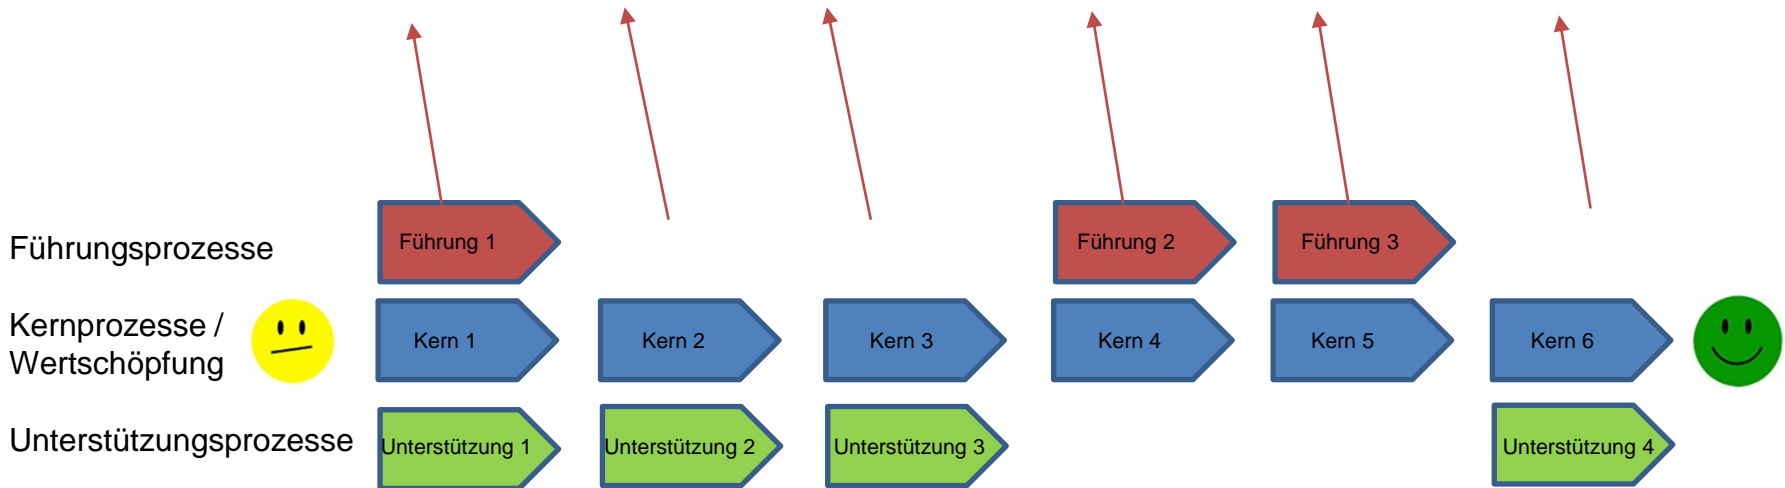 Führungsprozesse
Führung 1
Führung 2
Führung 3
Kernprozesse /
Wertschöpfung
Kern 1
Kern 2
Kern 3
Kern 4
Kern 5
Kern 6
Unterstützungsprozesse
Unterstützung 1
Unterstützung 2
Unterstützung 3
Unterstützung 4